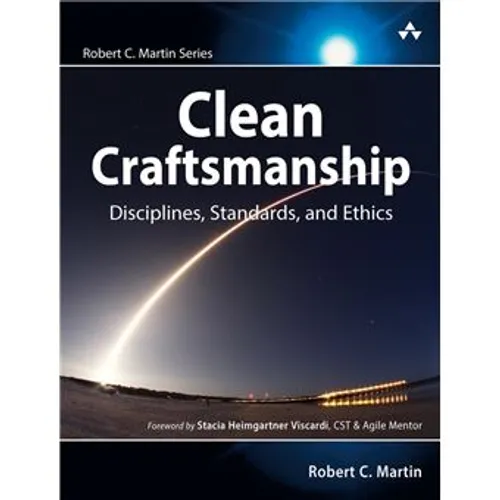 Robert C. Martin Series
Clean
Craftsmanship
Disciplines, Standards, and Ethics
Foreword by Stacia Heimgartner Viscardi, CST & Agile Mentor
Robert C. Martin